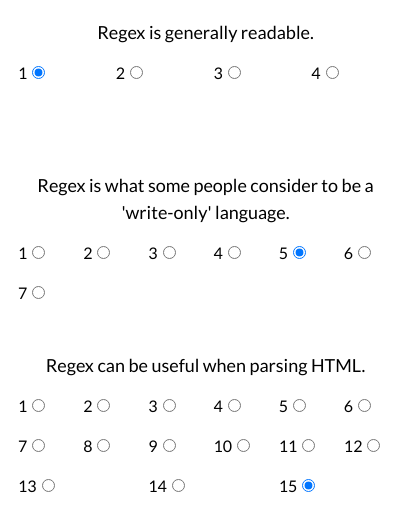 Regex is generally readable.
1 2 3 4
Regex is what some people consider to be a
'write-only' language.
1 2 3 4 5 6
7
Regex can be useful when parsing HTML.
1 2 3 4 5 6
7 8 9 10 11 12
13 14 15